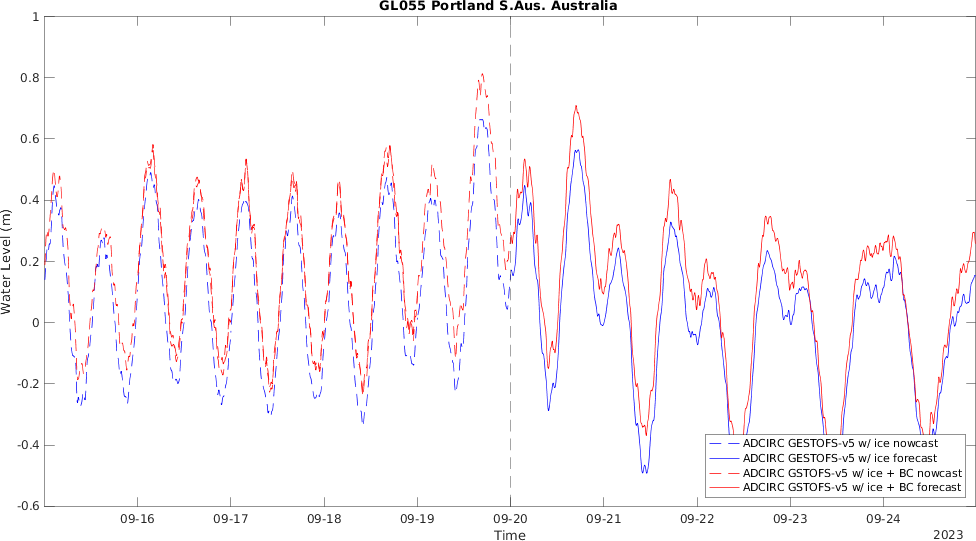 GL055 Portland S.Aus. Australia
1
0.8
0.6
0.4
0.2
0
-0.2
-0.4
-0.6
Water Level (m)
09-16 09-17 09-18 09-19 09-20 09-21 09-22 09-23 09-24
Time
2023
ADCIRC GESTOFS-v5 w/ ice nowcast
ADCIRC GESTOFS-v5 w/ ice forecast
ADCIRC GSTOFS-v5 w/ ice + BC nowcast
ADCIRC GSTOFS-v5 w/ ice + BC forecast